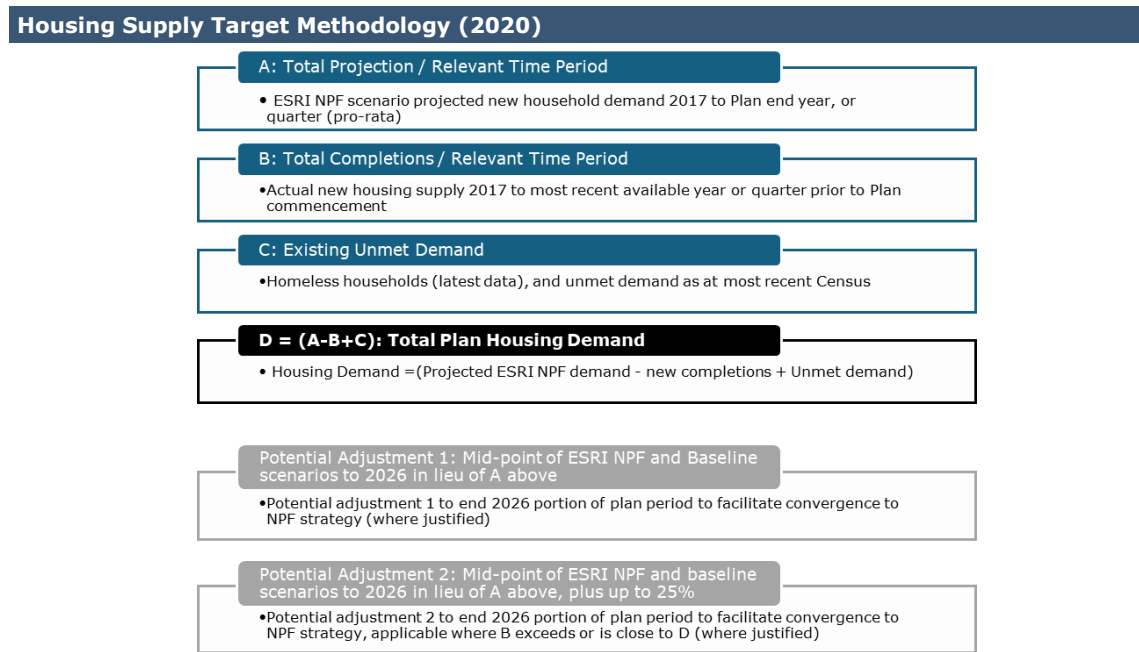 Housing Supply Target Methodology (2020)
A: Total Projection / Relevant Time Period
• ESRI NPF scenario projected new household demand 2017 to Plan end year, or
quarter (pro-rata)
B: Total Completions / Relevant Time Period
•Actual new housing supply 2017 to most recent available year or quarter prior to Plan
commencement
C: Existing Unmet Demand
•Homeless households (latest data), and unmet demand as at most recent Census
D = (A-B+C): Total Plan Housing Demand
• Housing Demand =(Projected ESRI NPF demand - new completions + Unmet demand)
Potential Adjustment 1: Mid-point of ESRI NPF and Baseline
scenarios to 2026 in lieu of A above
•Potential adjustment 1 to end 2026 portion of plan period to facilitate convergence to
NPF strategy (where justified)
Potential Adjustment 2: Mid-point of ESRI NPF and baseline
scenarios to 2026 in lieu of A above, plus up to 25%
•Potential adjustment 2 to end 2026 portion of plan period to facilitate convergence to
NPF strategy, applicable where B exceeds or is close to D (where justified)